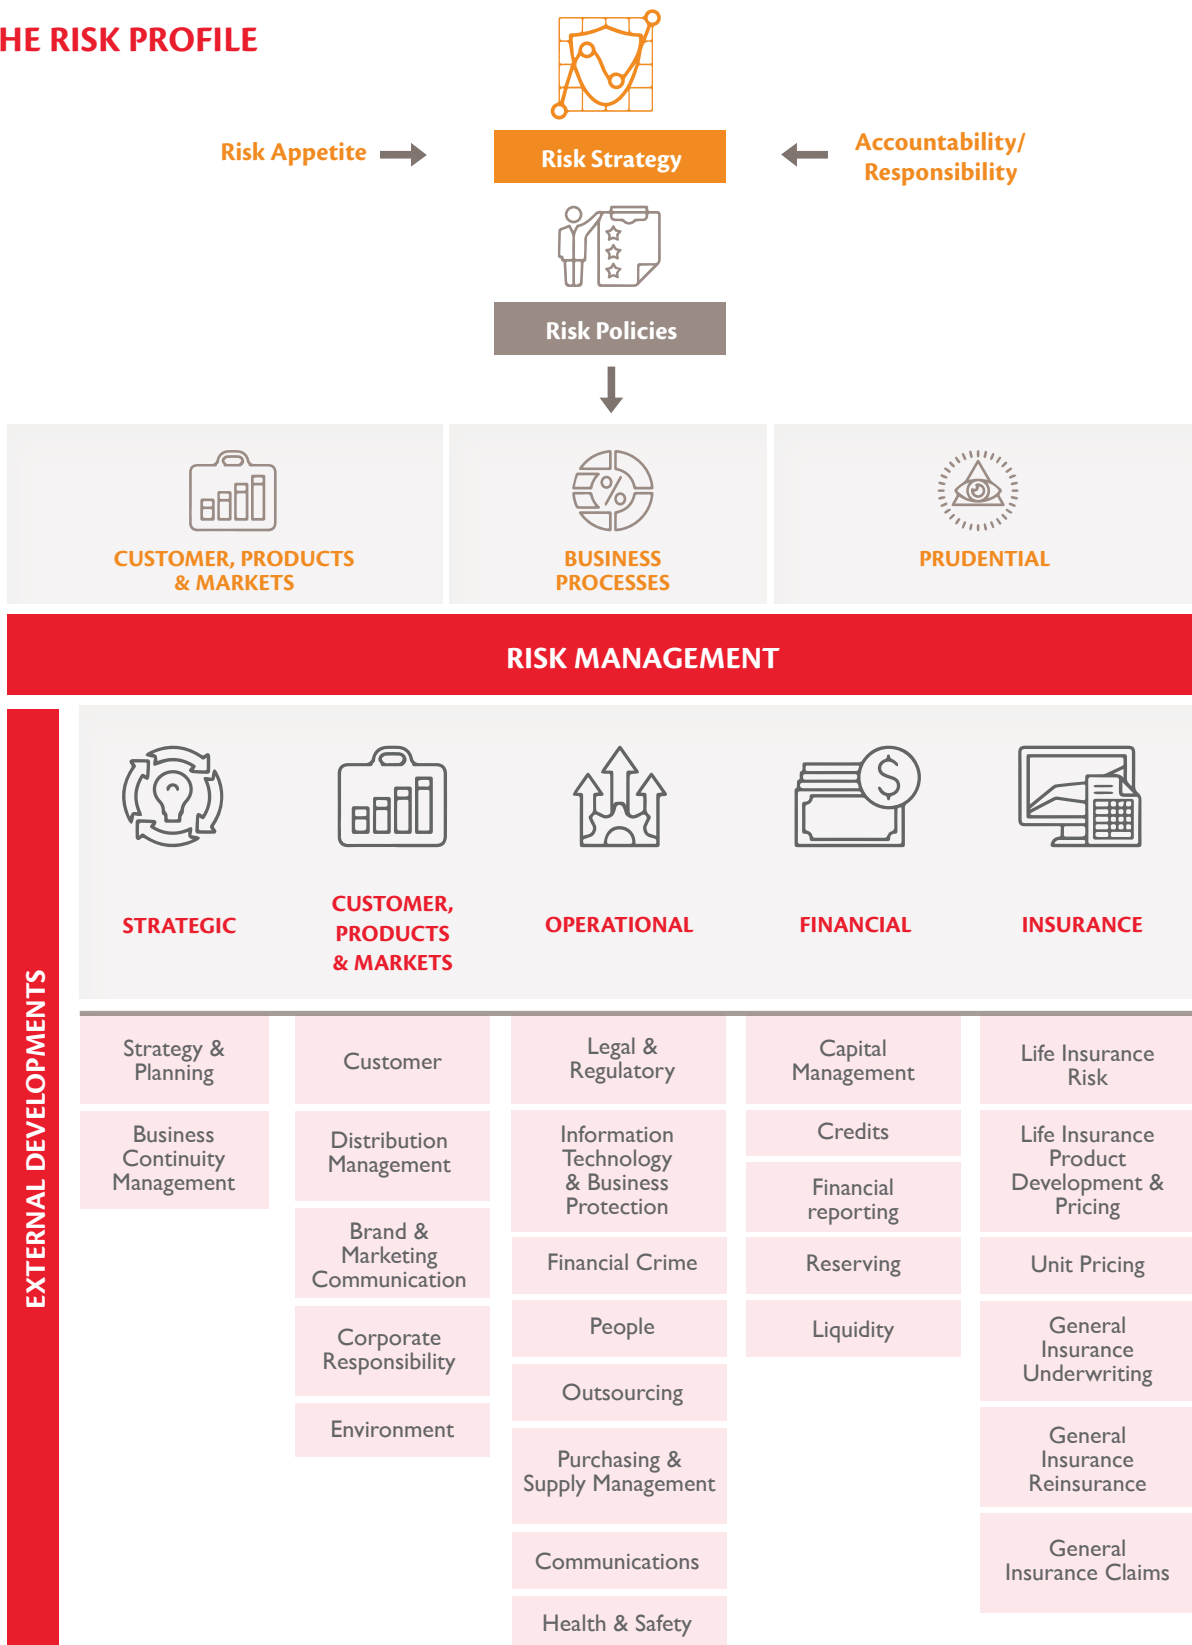 HE RISK PROFILE
Risk Appetite
Risk Strategy
Accountability/
Responsibility
Risk Policies
CUSTOMER, PRODUCTS
& MARKETS
BUSINESS
PROCESSES
PRUDENTIAL
RISK MANAGEMENT
EXTERNAL DEVELOPMENTS
STRATEGIC
Strategy &
Planning
Business
Continuity
Management
CUSTOMER,
PRODUCTS
& MARKETS
Customer
Distribution
Management
Brand &
Marketing
Communication
Corporate
Responsibility
Environment
OPERATIONAL
Legal &
Regulatory
Information
Technology
& Business
Protection
Financial Crime
People
Outsourcing
Purchasing &
Supply Management
Communications
Health & Safety
FINANCIAL
Capital
Management
Credits
Financial
reporting
Reserving
Liquidity
INSURANCE
Life Insurance
Risk
Life Insurance
Product
Development &
Pricing
Unit Pricing
General
Insurance
Underwriting
General
Insurance
Reinsurance
General
Insurance Claims